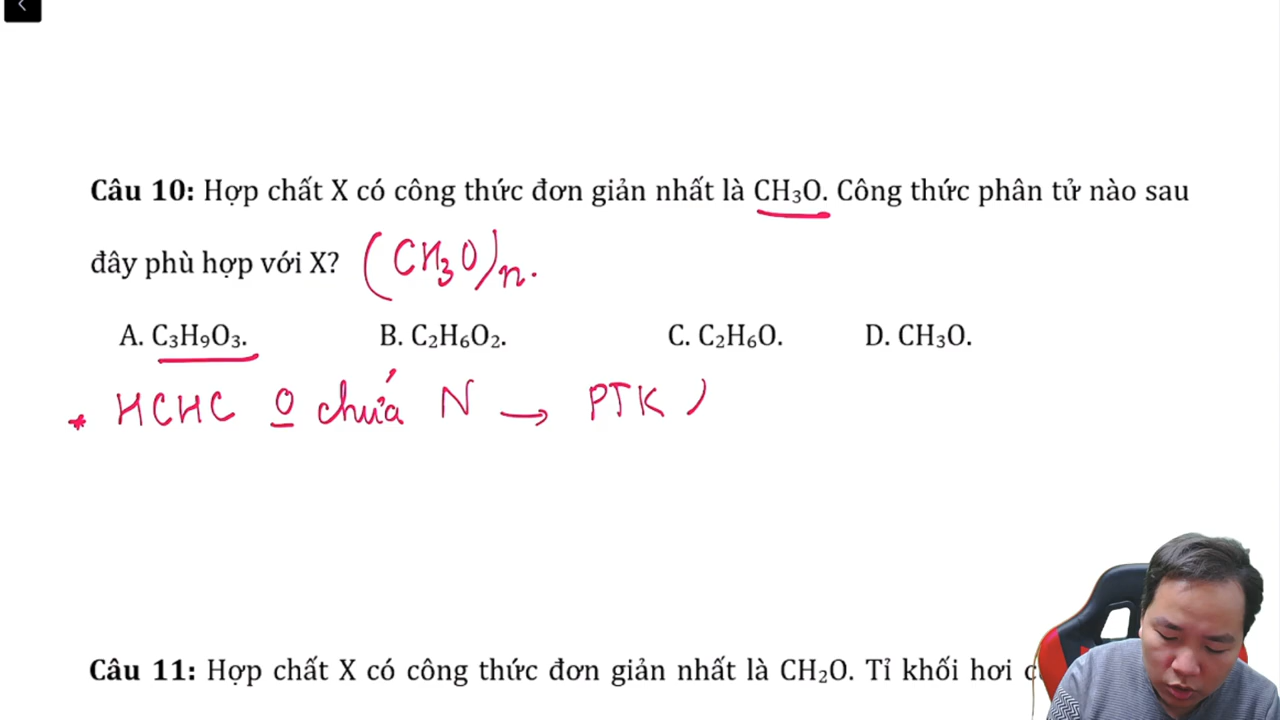 Câu 10: Hợp chất X có công thức đơn giản nhất là CH₃O. Công thức phân tử nào sau
đây phù hợp với X? (CH₃O)n.
A. C₃H₉O₃. B. C₂H₆O₂. C. C₂H₆O. D. CH₃O.
* HCHC O chứa N → PTK
Câu 11: Hợp chất X có công thức đơn giản nhất là CH₂O. Tỉ khối hơi